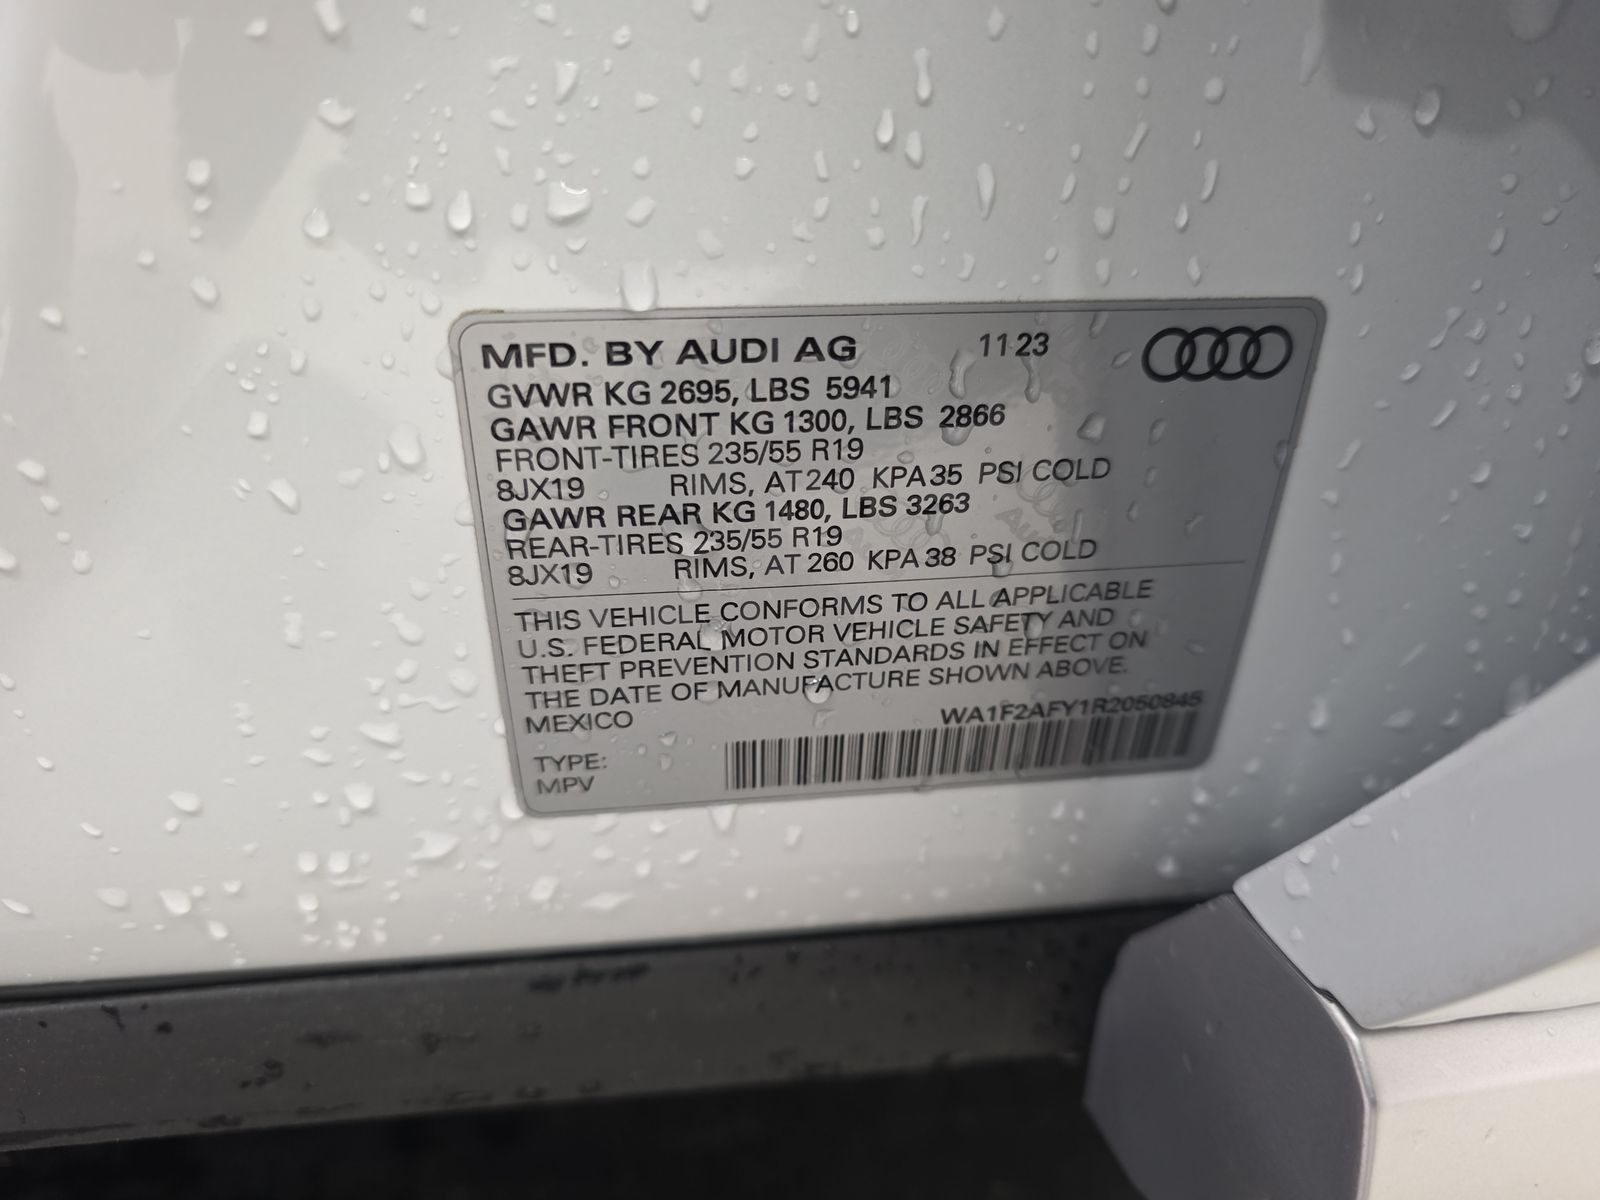 MFD. BY AUDI AG 11 23
GVWR KG 2695, LBS 5941
GAWR FRONT KG 1300, LBS 2866
FRONT-TIRES 235/55 R19
8JX19 RIMS, AT 240 KPA 35 PSI COLD
GAWR REAR KG 1480, LBS 3263
REAR-TIRES 235/55 R19
8JX19 RIMS, AT 260 KPA 38 PSI COLD
THIS VEHICLE CONFORMS TO ALL APPLICABLE
U.S. FEDERAL MOTOR VEHICLE SAFETY AND
THEFT PREVENTION STANDARDS IN EFFECT ON
THE DATE OF MANUFACTURE SHOWN ABOVE.
MEXICO WA1F2AFY1R2050845
TYPE:
MPV